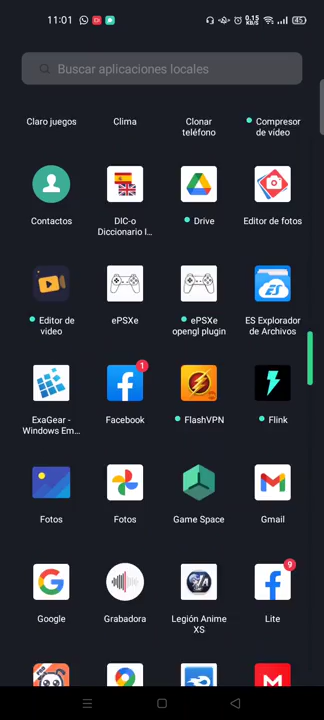 11:01
0.15
KB/S
45
Buscar aplicaciones locales
Claro juegos
Clima
Clonar
teléfono
Compresor
de vídeo
Contactos
DIC-o
Diccionario I...
Drive
Editor de fotos
Editor de
video
ePSXe
ePSXe
opengl plugin
ES Explorador
de Archivos
ExaGear -
Windows Em...
1
Facebook
FlashVPN
Flink
Fotos
Fotos
Game Space
Gmail
Google
Grabadora
Legión Anime
XS
9
Lite